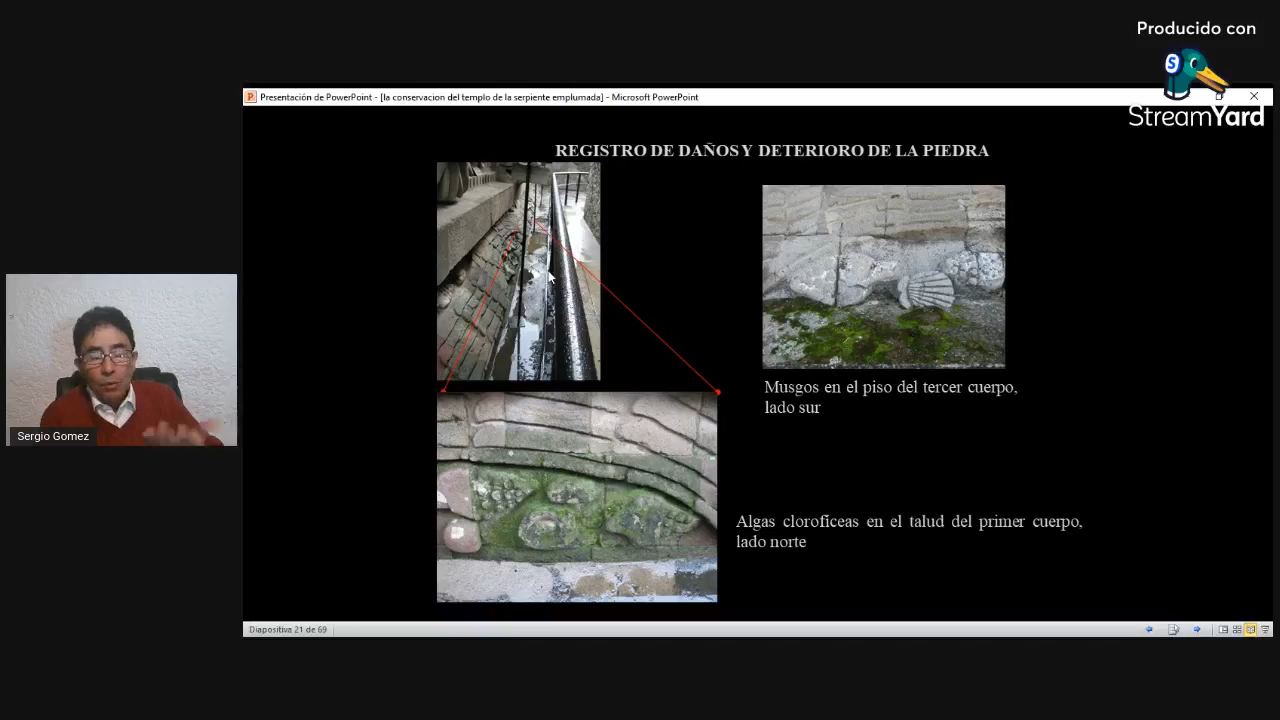 Producido con
StreamYard
Presentación de PowerPoint - [la conservacion del templo de la serpiente emplumada] - Microsoft PowerPoint
REGISTRO DE DAÑOS Y DETERIORO DE LA PIEDRA
Musgos en el piso del tercer cuerpo,
lado sur
Sergio Gomez
Algas clorofíceas en el talud del primer cuerpo,
lado norte
Diapositiva 21 de 69